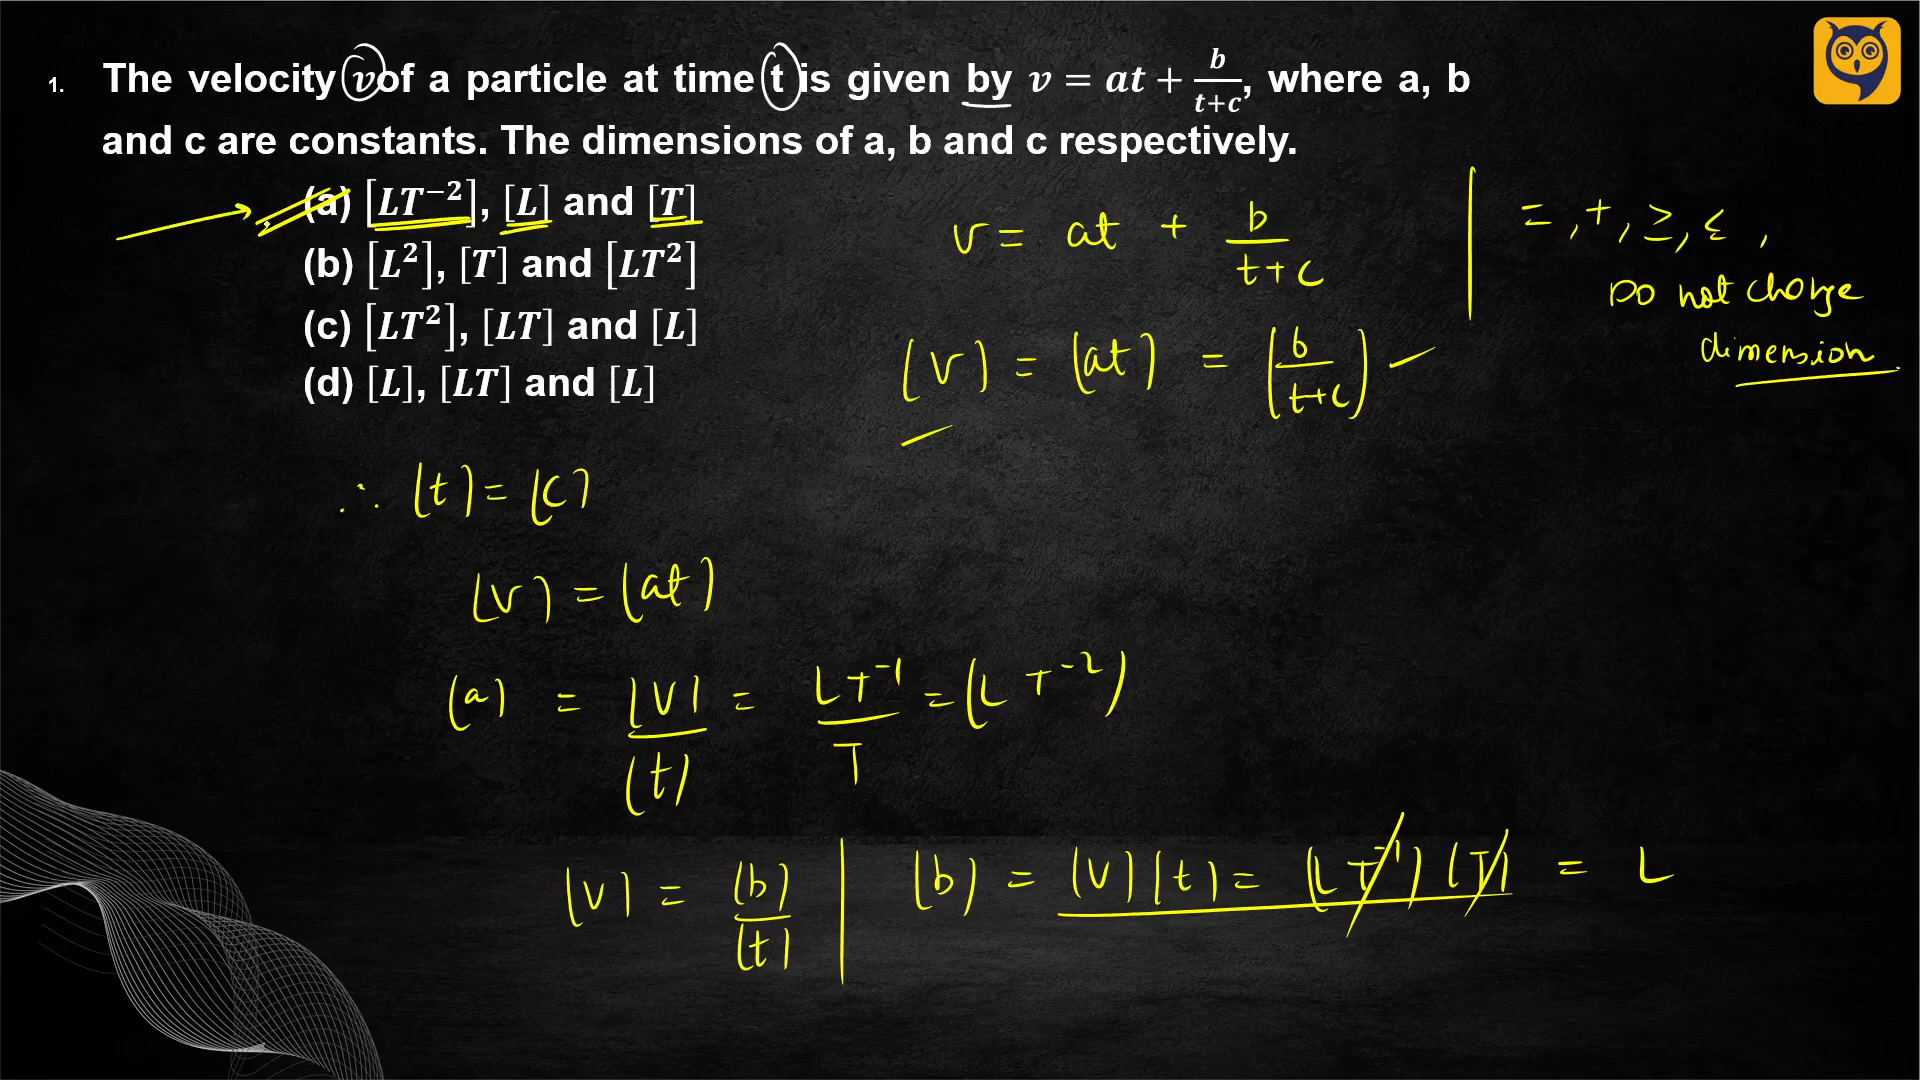 1. The velocity v of a particle at time t is given by v = at + b/(t+c), where a, b
and c are constants. The dimensions of a, b and c respectively.
(a) [LT⁻²], [L] and [T]
(b) [L²], [T] and [LT²]
(c) [LT²], [LT] and [L]
(d) [L], [LT] and [L]
v = at + b/(t+c)
=, +, ≥, ≤,
Do not change
dimension
[v] = [at] = [b/(t+c)]
∴ [t] = [c]
[v] = [at]
[a] = [v]/[t] = LT⁻¹/T = [LT⁻²]
[v] = [b]/[t]
[b] = [v][t] = [LT⁻¹][T] = L